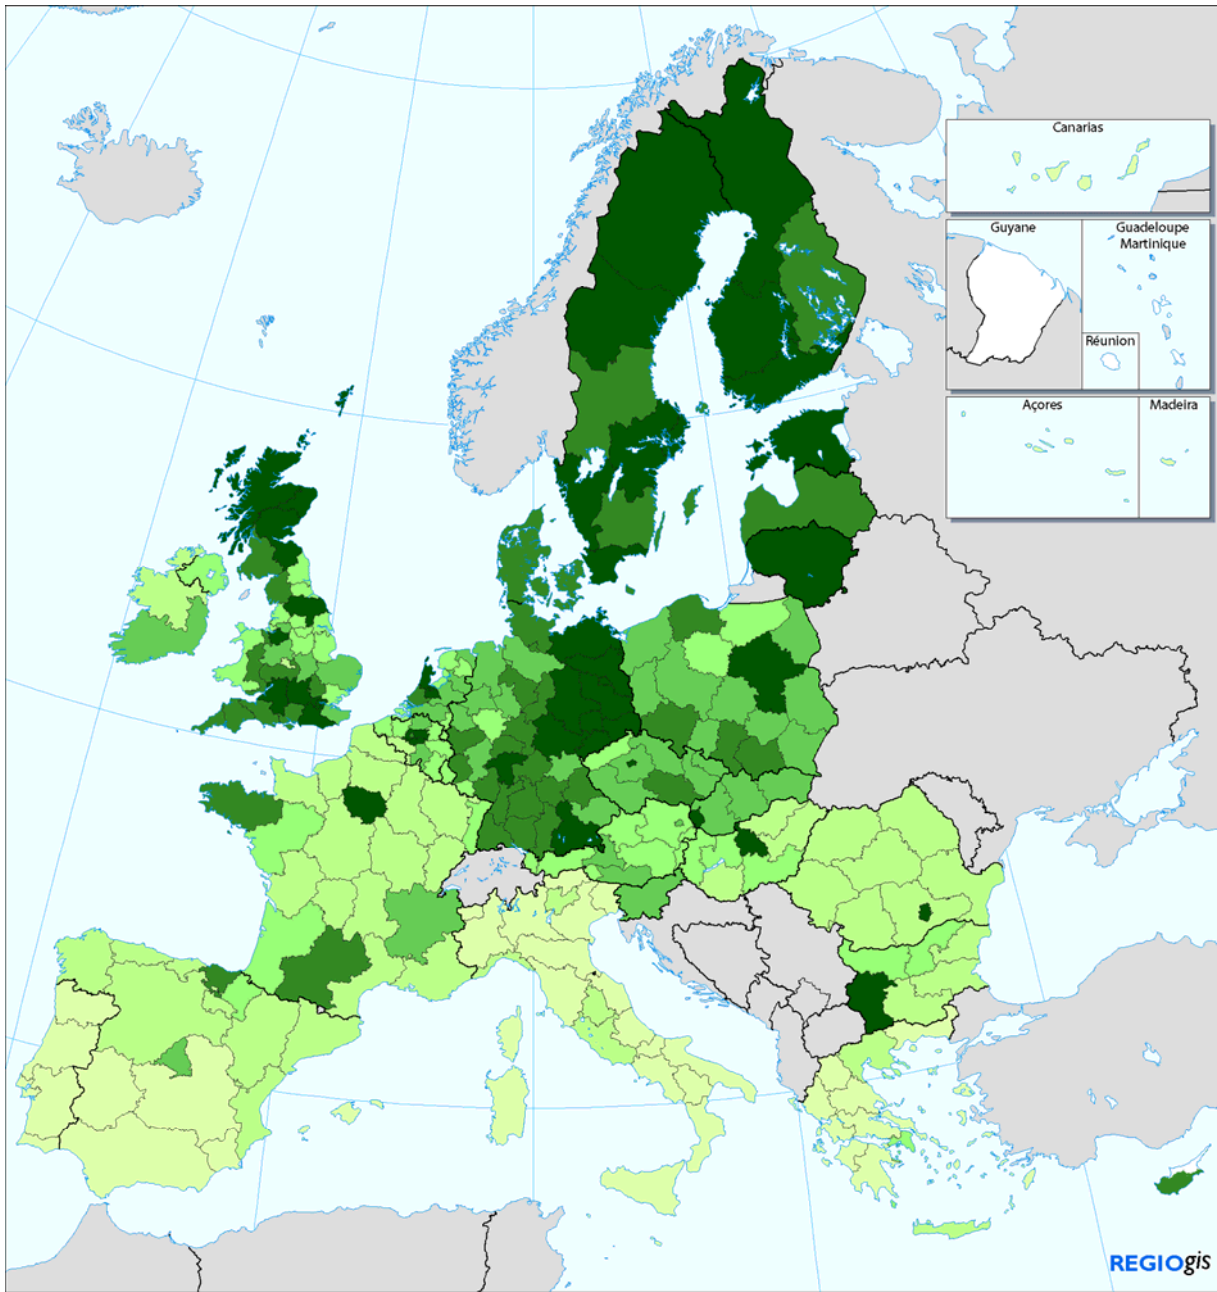 Canarias
Guyane
Guadeloupe
Martinique
Réunion
Açores
Madeira
REGIOgis